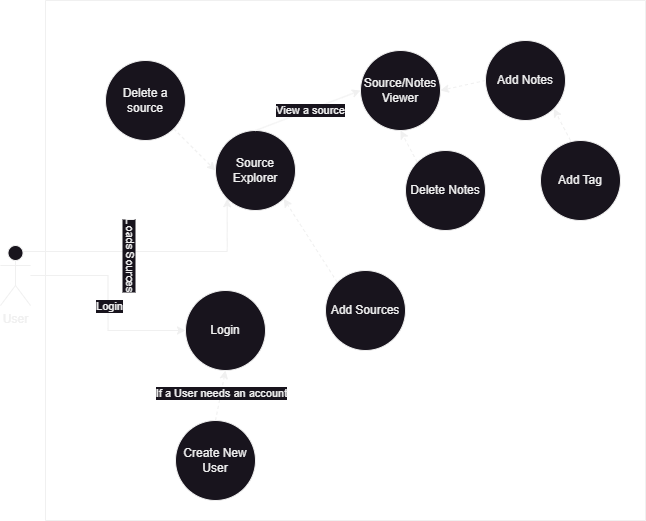 Delete a
source
Source/Notes
Viewer
Add Notes
View a source
Source
Explorer
Delete Notes
Add Tag
Loads Sources
User
Login
Login
Add Sources
If a User needs an account
Create New
User